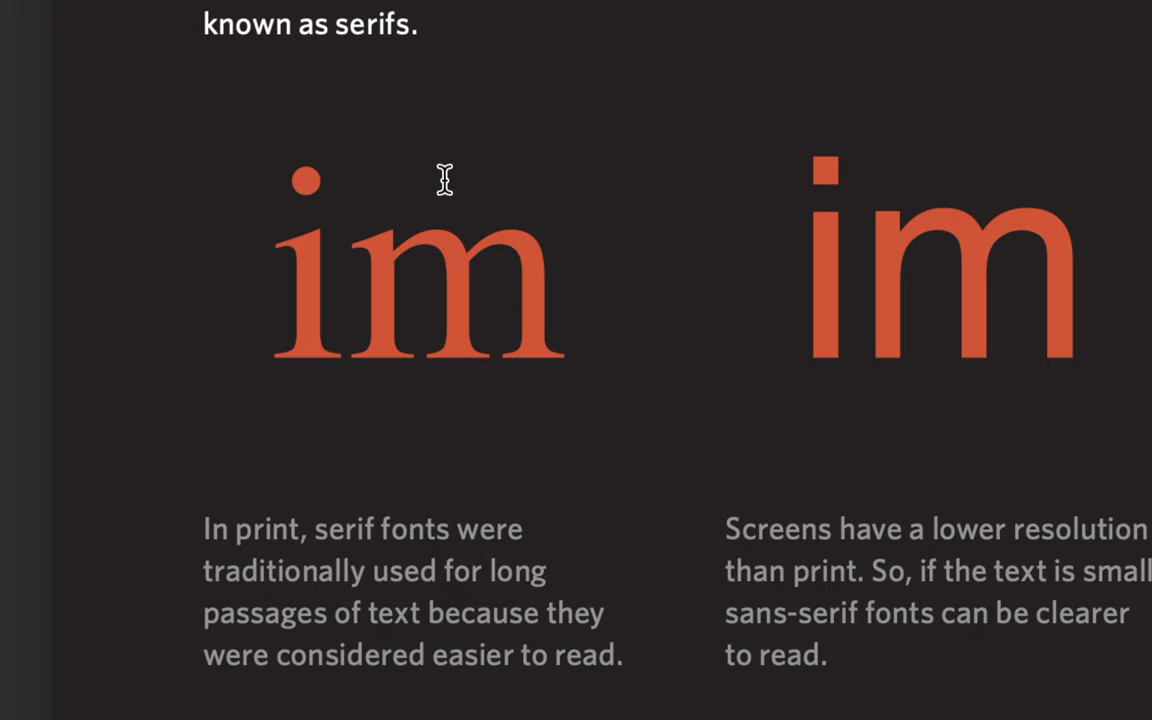 known as serifs.
im
im
In print, serif fonts were
traditionally used for long
passages of text because they
were considered easier to read.
Screens have a lower resolution
than print. So, if the text is small
sans-serif fonts can be clearer
to read.